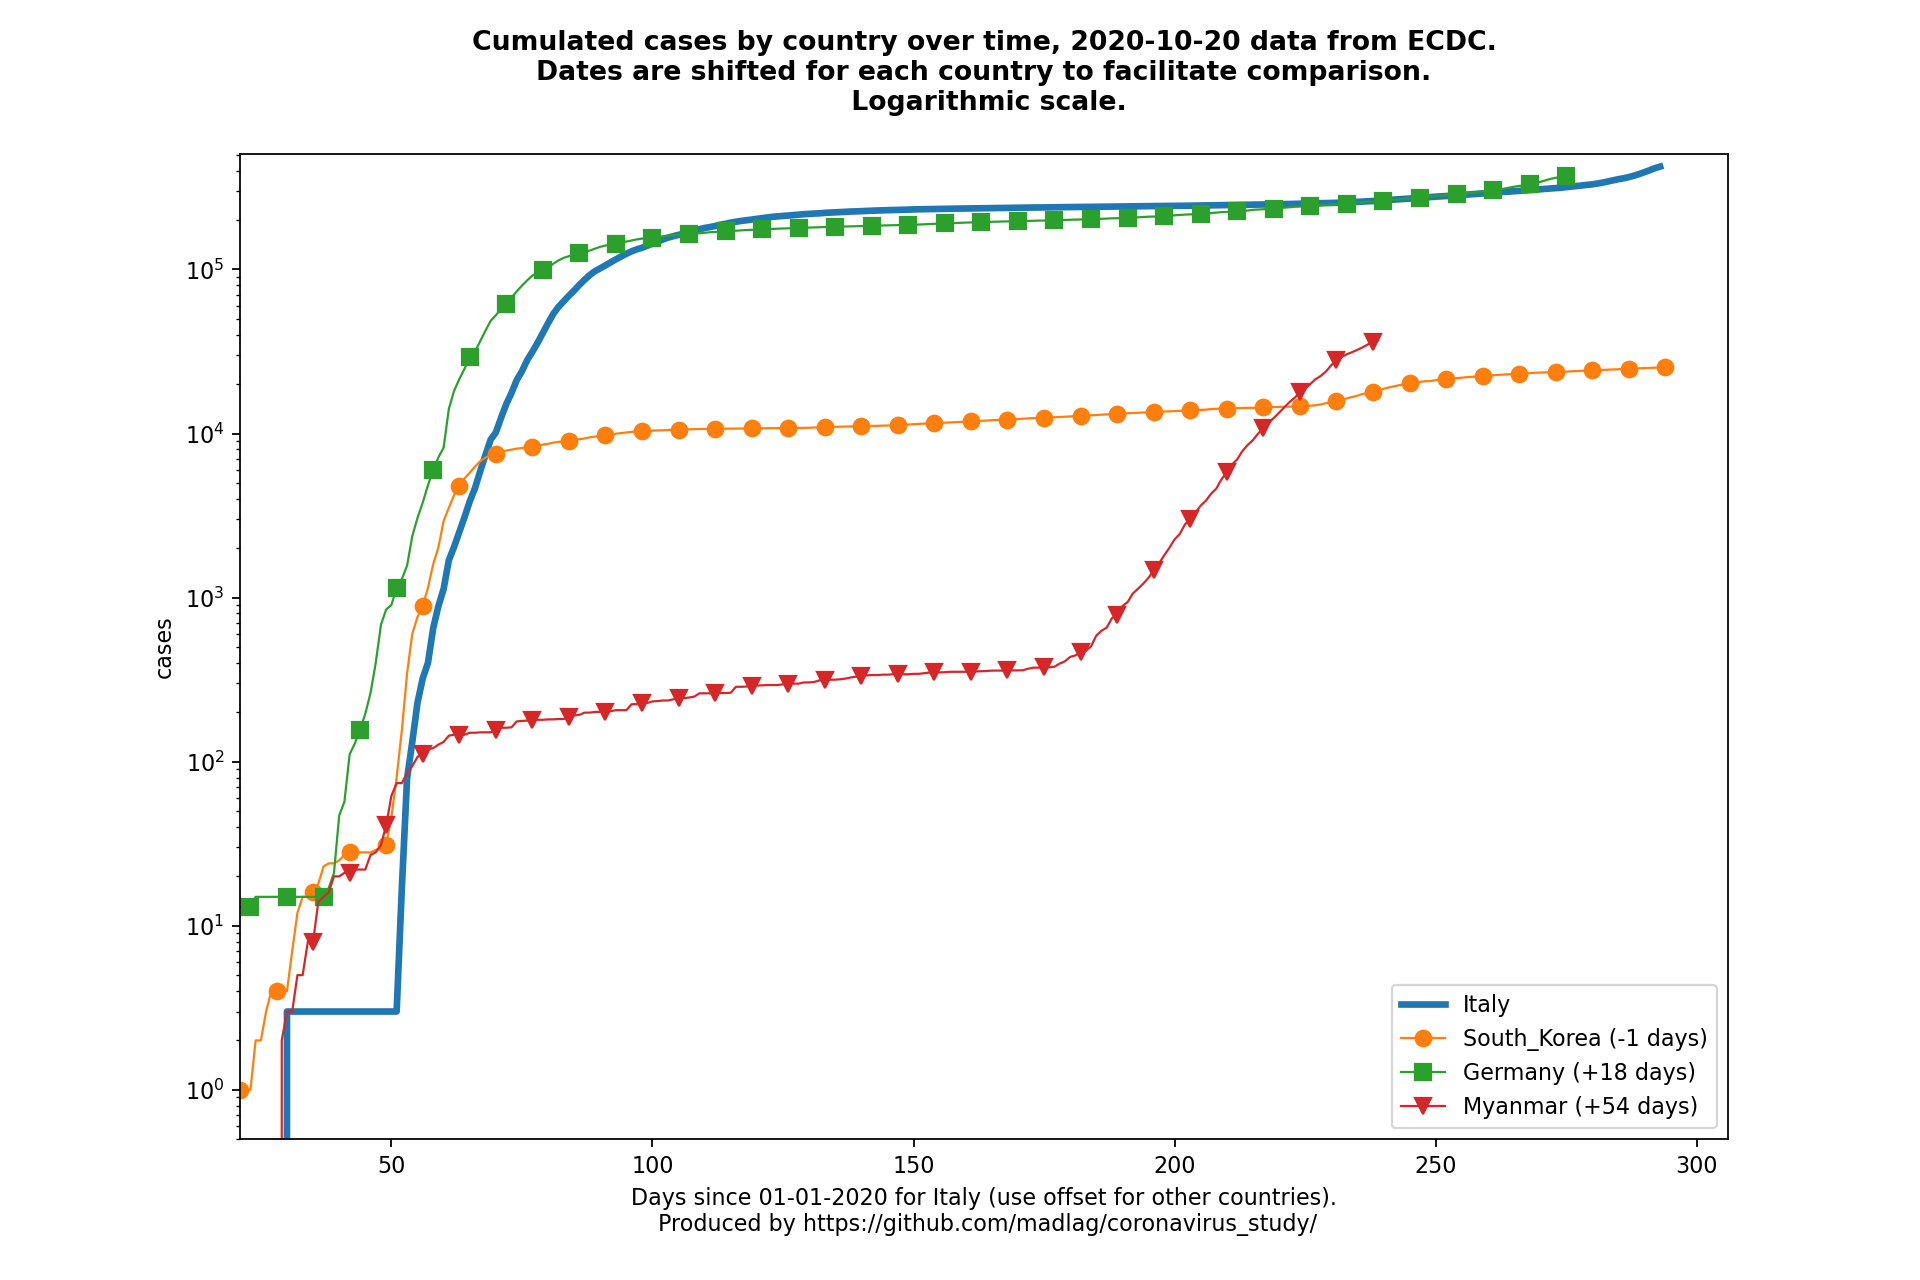 Cumulated cases by country over time, 2020-10-20 data from ECDC.
Dates are shifted for each country to facilitate comparison.
Logarithmic scale.
10^5
10^4
10^3
10^2
10^1
10^0
cases
Italy
South_Korea (-1 days)
Germany (+18 days)
Myanmar (+54 days)
50 100 150 200 250 300
Days since 01-01-2020 for Italy (use offset for other countries).
Produced by https://github.com/madlag/coronavirus_study/